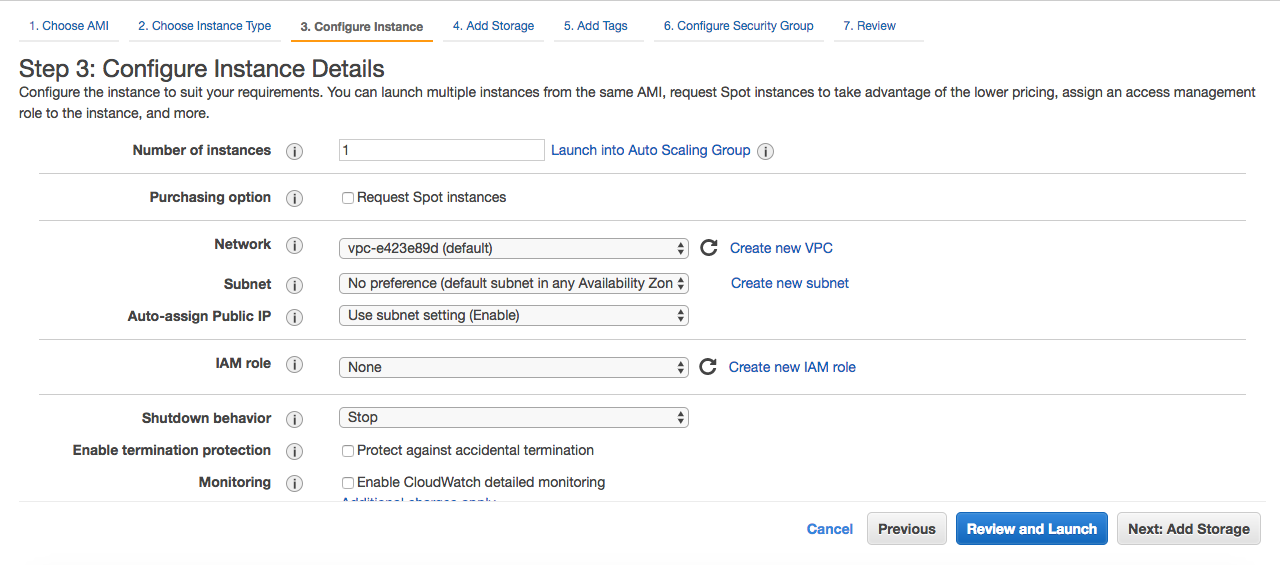 1. Choose AMI 2. Choose Instance Type 3. Configure Instance 4. Add Storage 5. Add Tags 6. Configure Security Group 7. Review
Step 3: Configure Instance Details
Configure the instance to suit your requirements. You can launch multiple instances from the same AMI, request Spot instances to take advantage of the lower pricing, assign an access management
role to the instance, and more.
Number of instances i 1 Launch into Auto Scaling Group i
Purchasing option i Request Spot instances
Network i vpc-e423e89d (default) Create new VPC
Subnet i No preference (default subnet in any Availability Zon Create new subnet
Auto-assign Public IP i Use subnet setting (Enable)
IAM role i None Create new IAM role
Shutdown behavior i Stop
Enable termination protection i Protect against accidental termination
Monitoring i Enable CloudWatch detailed monitoring
Additional charges apply.
Cancel Previous Review and Launch Next: Add Storage